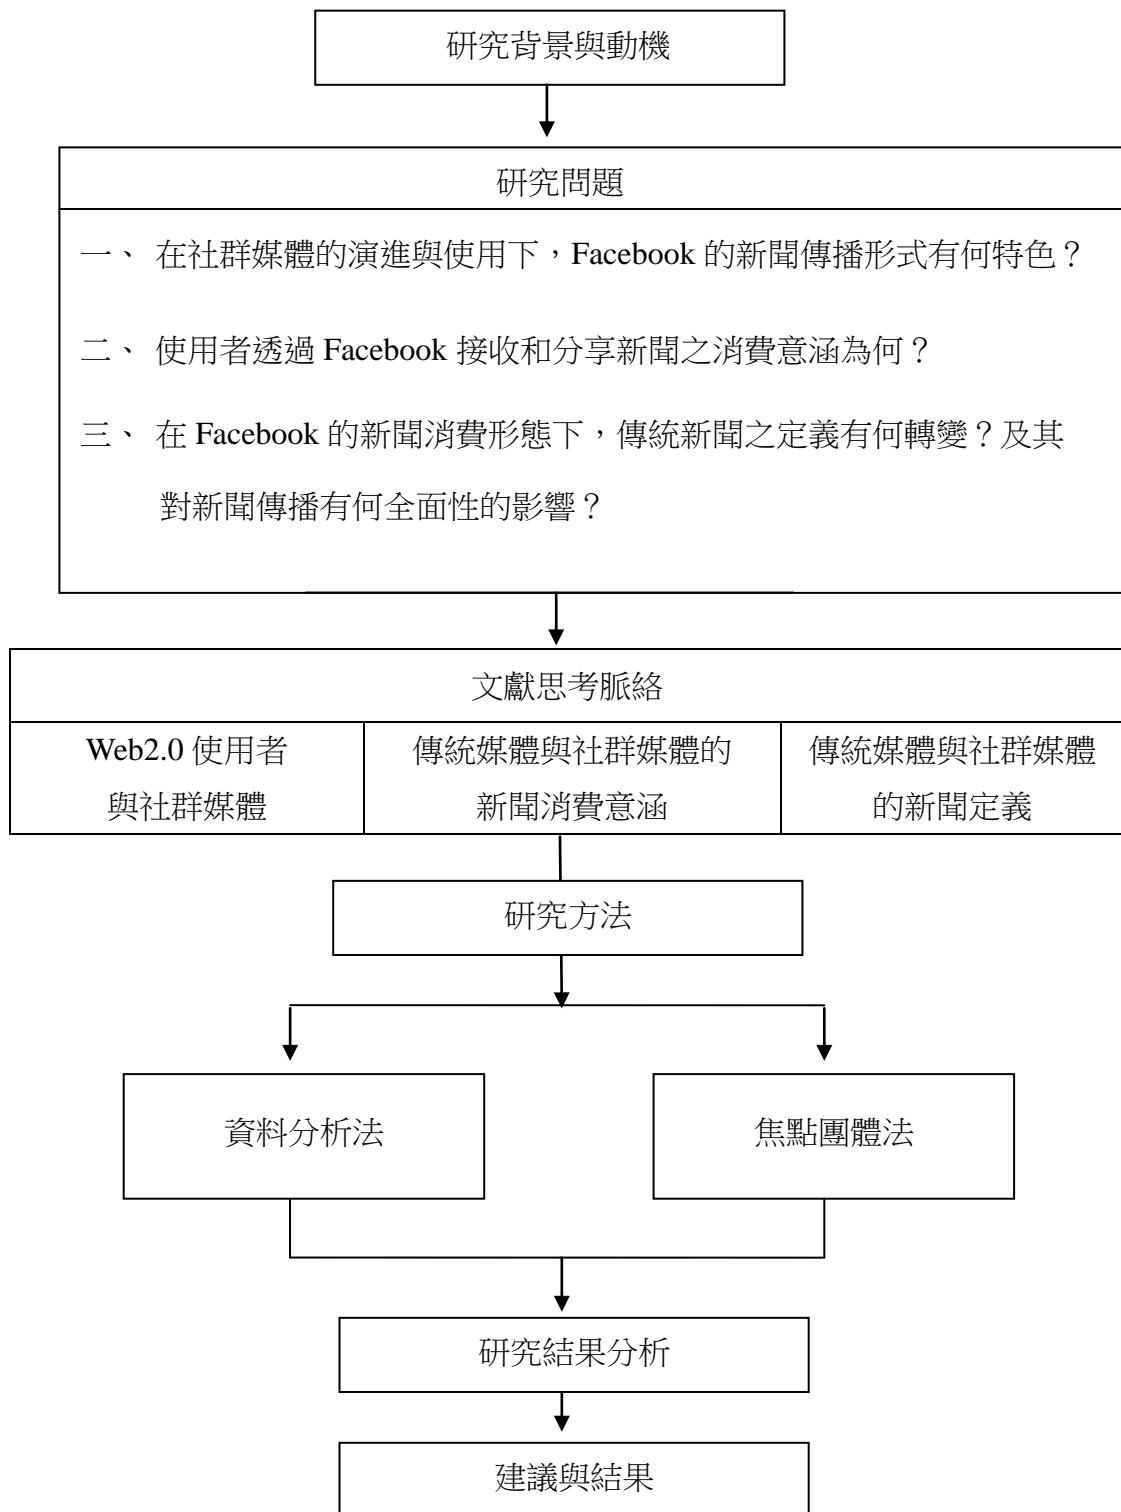 研究背景與動機
研究問題
一、 在社群媒體的演進與使用下，Facebook 的新聞傳播形式有何特色？
二、 使用者透過 Facebook 接收和分享新聞之消費意涵為何？
三、 在 Facebook 的新聞消費形態下，傳統新聞之定義有何轉變？及其
對新聞傳播有何全面性的影響？
文獻思考脈絡
Web2.0 使用者
與社群媒體
傳統媒體與社群媒體的
新聞消費意涵
傳統媒體與社群媒體
的新聞定義
研究方法
資料分析法
焦點團體法
研究結果分析
建議與結果